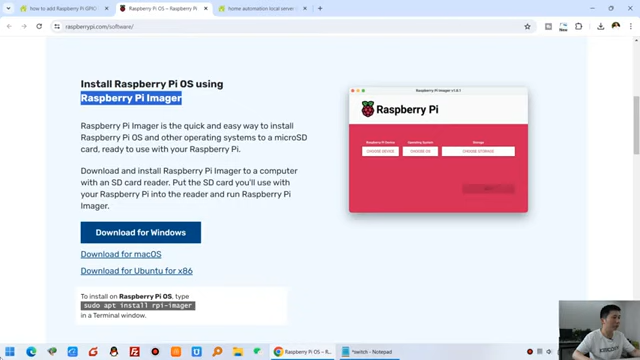 how to add Raspberry Pi GPIO
Raspberry Pi OS – Raspberry Pi
home automation local server
raspberrypi.com/software/
Install Raspberry Pi OS using
Raspberry Pi Imager
Raspberry Pi Imager is the quick and easy way to install
Raspberry Pi OS and other operating systems to a microSD
card, ready to use with your Raspberry Pi.
Download and install Raspberry Pi Imager to a computer
with an SD card reader. Put the SD card you'll use with
your Raspberry Pi into the reader and run Raspberry Pi
Imager.
Download for Windows
Download for macOS
Download for Ubuntu for x86
To install on Raspberry Pi OS, type
sudo apt install rpi-imager
in a Terminal window.
Raspberry Pi
Raspberry Pi Device
Operating System
Storage
CHOOSE DEVICE
CHOOSE OS
CHOOSE STORAGE
Raspberry Pi OS – R...
*switch - Notepad